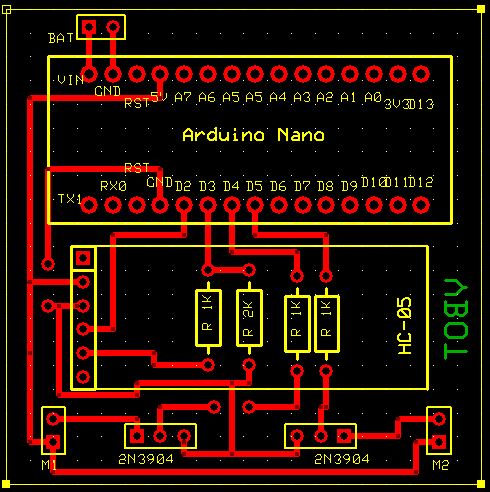 BAT
VIN GND RST 5V A7 A6 A5 A5 A4 A3 A2 A1 A0 3V3 D13
Arduino Nano
RST
TX1 RX0 GND D2 D3 D4 D5 D6 D7 D8 D9 D10 D11 D12
R 1K R 2K R 1K R 1K
HC-05
TOBY
M1 2N3904 2N3904 M2